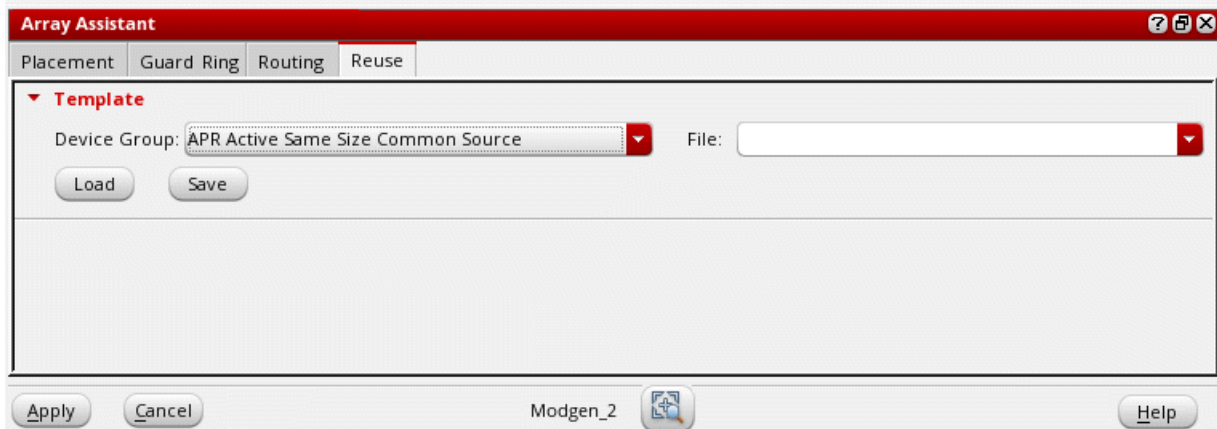 Array Assistant
Placement Guard Ring Routing Reuse
Template
Device Group: APR Active Same Size Common Source File:
Load Save
Apply Cancel Modgen_2 Help